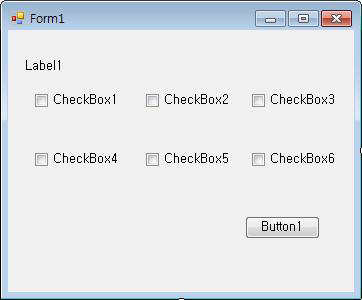 Form1
Label1
CheckBox1 CheckBox2 CheckBox3
CheckBox4 CheckBox5 CheckBox6
Button1